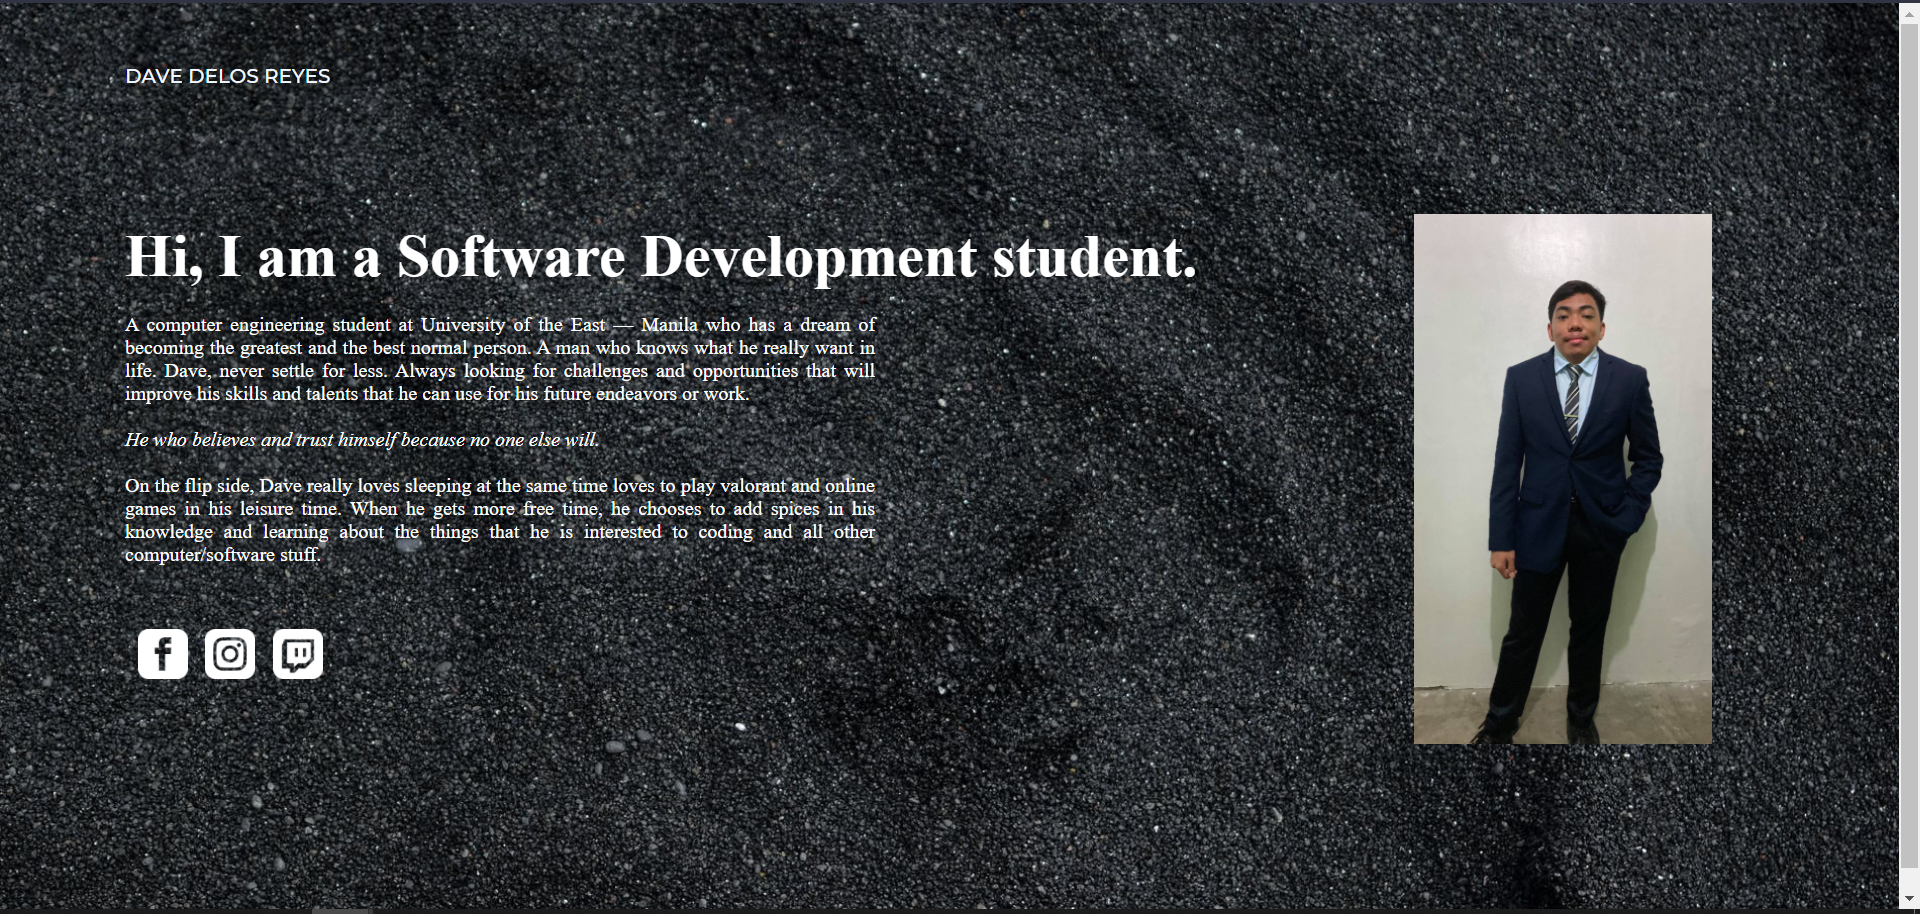 DAVE DELOS REYES
Hi, I am a Software Development student.
A computer engineering student at University of the East — Manila who has a dream of
becoming the greatest and the best normal person. A man who knows what he really want in
life. Dave, never settle for less. Always looking for challenges and opportunities that will
improve his skills and talents that he can use for his future endeavors or work.
He who believes and trust himself because no one else will.
On the flip side, Dave really loves sleeping at the same time loves to play valorant and online
games in his leisure time. When he gets more free time, he chooses to add spices in his
knowledge and learning about the things that he is interested to coding and all other
computer/software stuff.